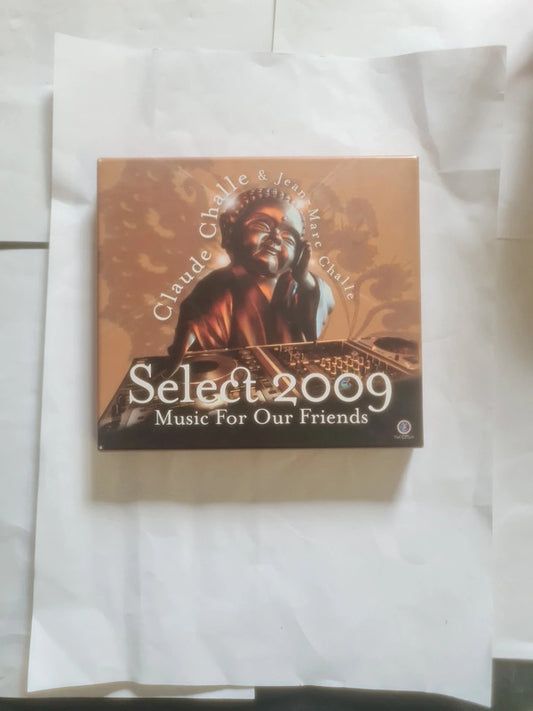 Claude Challe & Jean-Marc Challe
Select 2009
Music For Our Friends